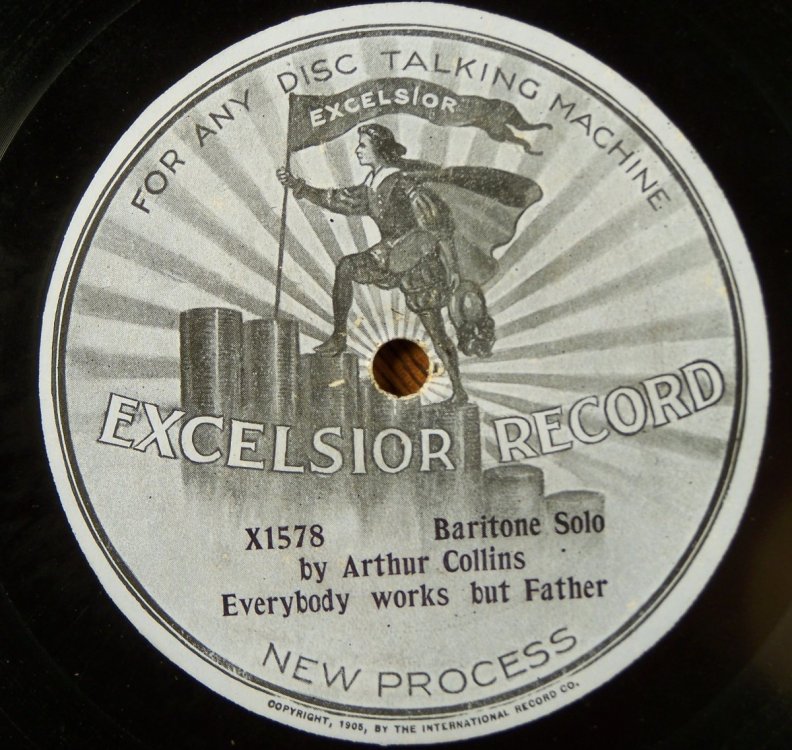 FOR ANY DISC TALKING MACHINE
EXCELSIOR
EXCELSIOR RECORD
X1578 Baritone Solo
by Arthur Collins
Everybody works but Father
NEW PROCESS
COPYRIGHT, 1905, BY THE INTERNATIONAL RECORD CO.